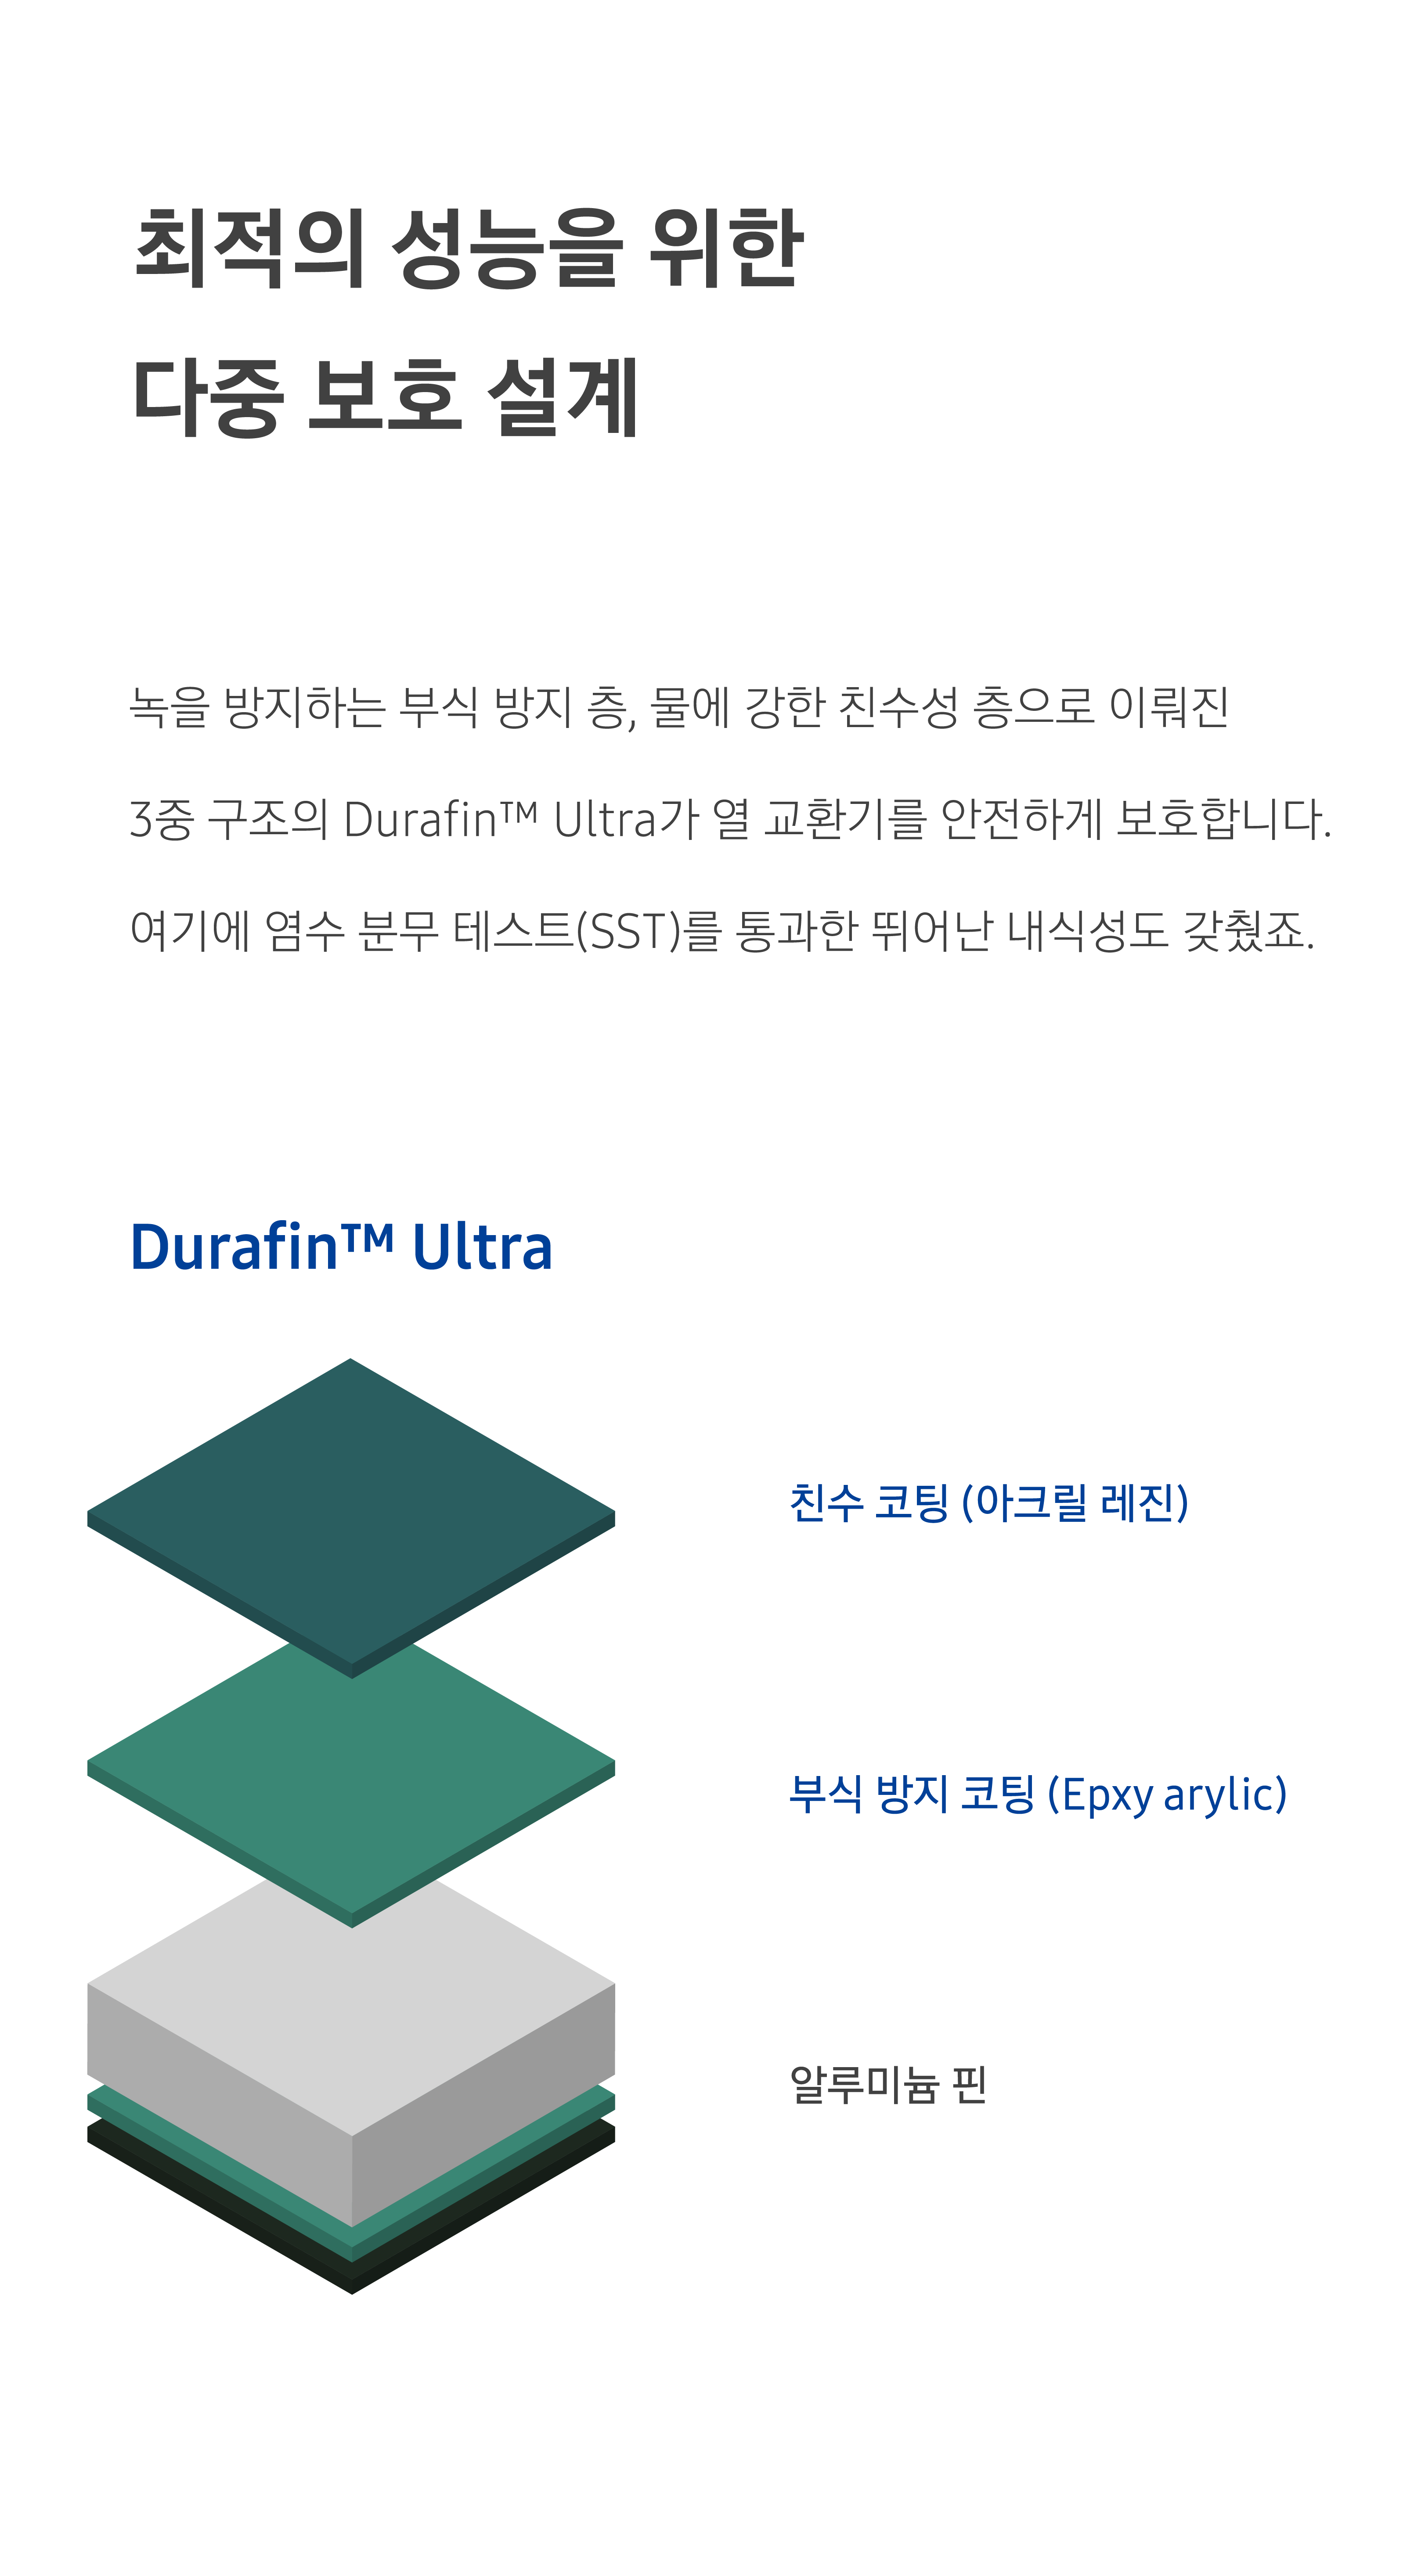 최적의 성능을 위한
다중 보호 설계
녹을 방지하는 부식 방지 층, 물에 강한 친수성 층으로 이뤄진
3중 구조의 Durafin™ Ultra가 열 교환기를 안전하게 보호합니다.
여기에 염수 분무 테스트(SST)를 통과한 뛰어난 내식성도 갖췄죠.
Durafin™ Ultra
친수 코팅 (아크릴 레진)
부식 방지 코팅 (Epxy arylic)
알루미늄 핀